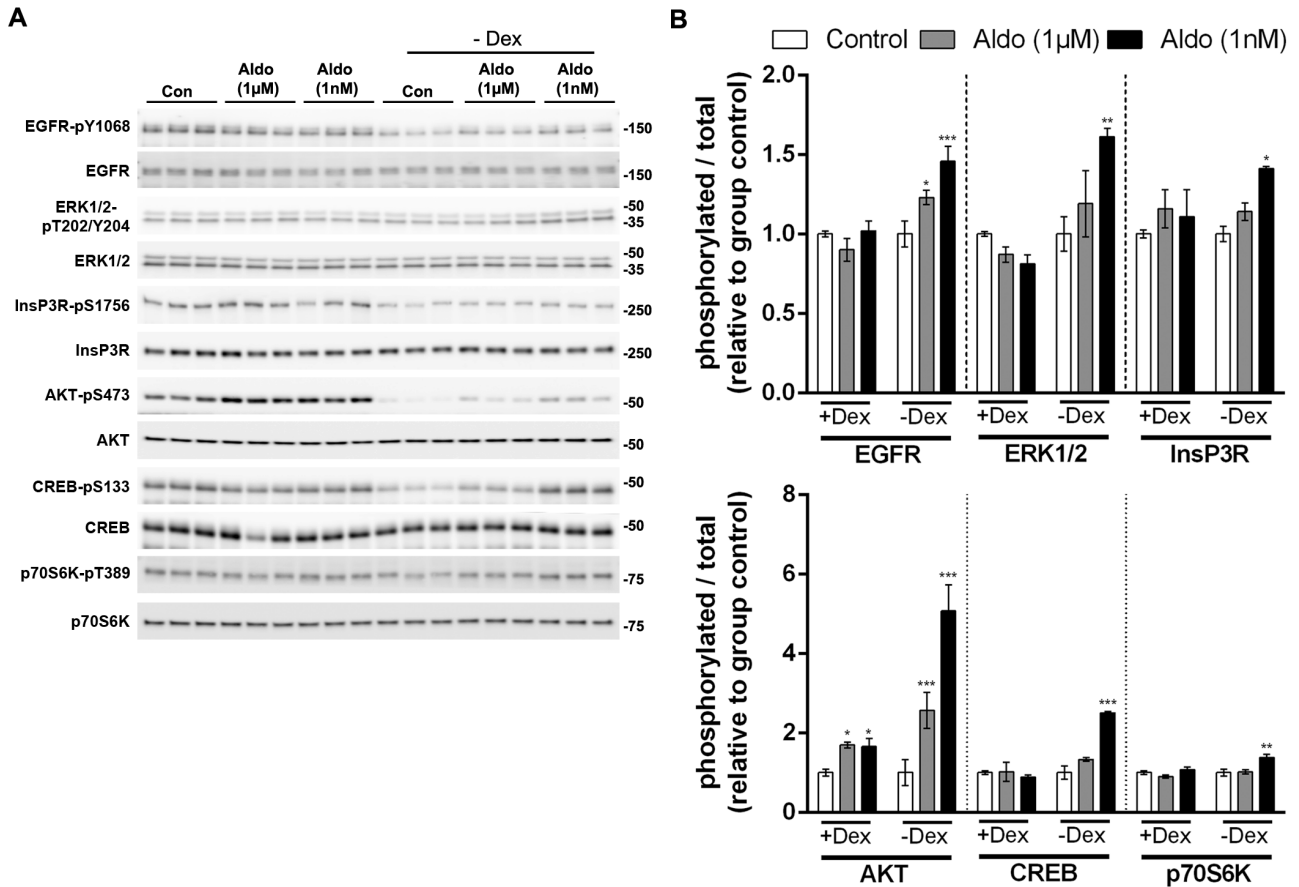 A
- Dex
Con
Aldo
(1µM)
Aldo
(1nM)
Con
Aldo
(1µM)
Aldo
(1nM)
EGFR-pY1068
-150
EGFR
-150
ERK1/2-
pT202/Y204
-50
-35
ERK1/2
-50
-35
InsP3R-pS1756
-250
InsP3R
-250
AKT-pS473
-50
AKT
-50
CREB-pS133
-50
CREB
-50
p70S6K-pT389
-75
p70S6K
-75
B
Control
Aldo (1µM)
Aldo (1nM)
phosphorylated / total
(relative to group control)
2.0
1.5
1.0
0.5
0.0
*
***
**
*
+Dex
-Dex
+Dex
-Dex
+Dex
-Dex
EGFR
ERK1/2
InsP3R
phosphorylated / total
(relative to group control)
8
6
4
2
0
*
*
***
***
***
**
+Dex
-Dex
+Dex
-Dex
+Dex
-Dex
AKT
CREB
p70S6K